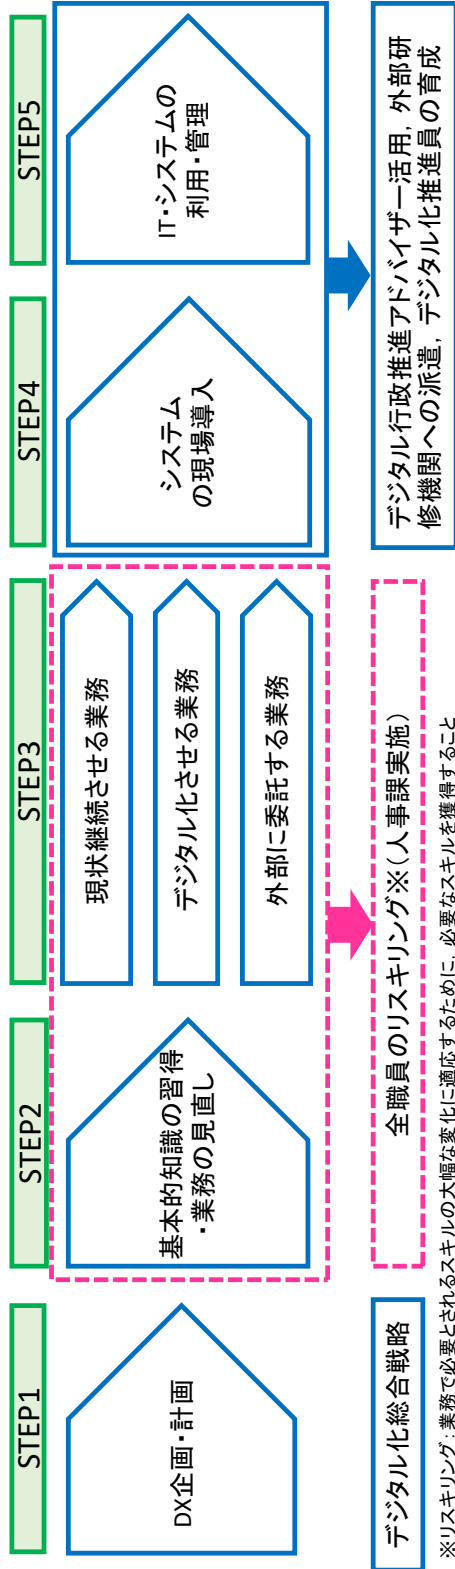 STEP1
STEP2
STEP3
STEP4
STEP5
DX企画・計画
基本的知識の習得
・業務の見直し
現状継続させる業務
デジタル化させる業務
外部に委託する業務
システム
の現場導入
IT・システムの
利用・管理
デジタル化総合戦略
全職員のリスキリング※（人事課実施）
デジタル行政推進アドバイザー活用，外部研
修機関への派遣，デジタル化推進員の育成
※リスキリング：業務で必要とされるスキルの大幅な変化に適応するために，必要なスキルを獲得すること